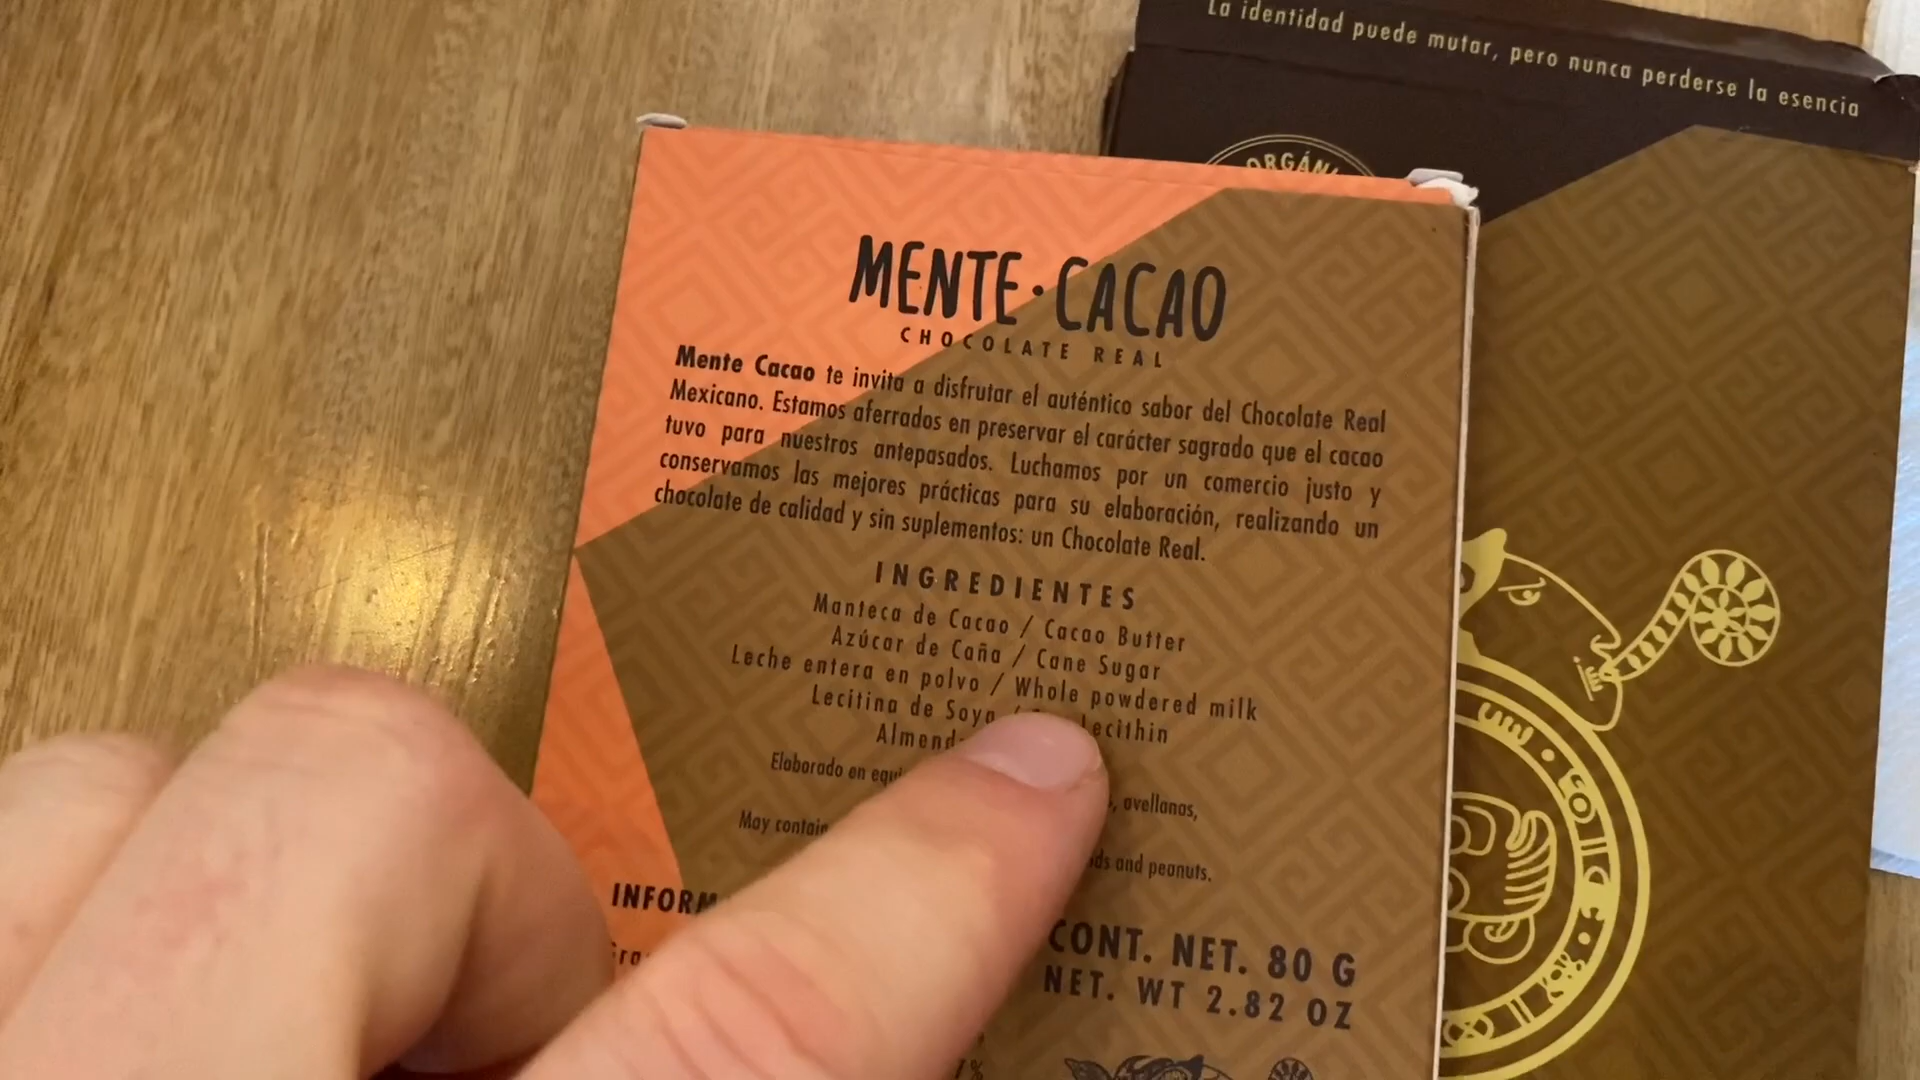 La identidad puede mutar, pero nunca perderse la esencia
MENTE·CACAO
CHOCOLATE REAL
Mente Cacao te invita a disfrutar el auténtico sabor del Chocolate Real
Mexicano. Estamos aferrados en preservar el carácter sagrado que el cacao
tuvo para nuestros antepasados. Luchamos por un comercio justo y
conservamos las mejores prácticas para su elaboración, realizando un
chocolate de calidad y sin suplementos: un Chocolate Real.
INGREDIENTES
Manteca de Cacao / Cacao Butter
Azúcar de Caña / Cane Sugar
Leche entera en polvo / Whole powdered milk
Lecitina de Soya / Lecithin
Elaborado en
avellanas,
May contain
and peanuts.
CONT. NET. 80 G
NET. WT 2.82 OZ